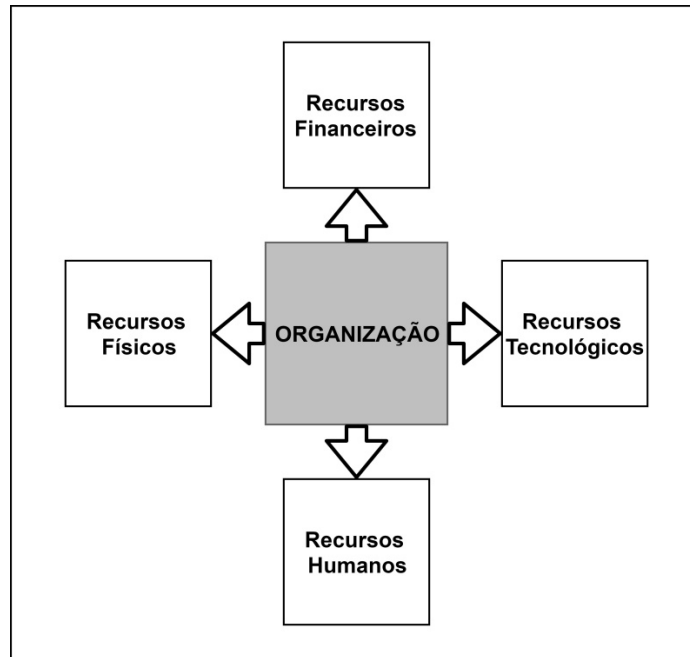 Recursos
Financeiros
Recursos
Físicos
ORGANIZAÇÃO
Recursos
Tecnológicos
Recursos
Humanos